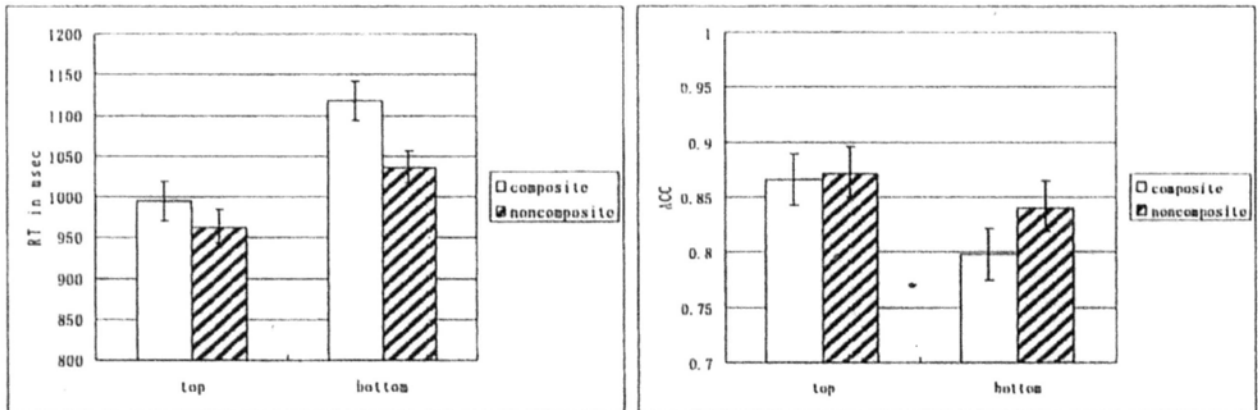 1200
1150
1100
1050
1000
950
900
850
800
RT in msec
top bottom
composite
noncomposite
1
0.95
0.9
0.85
0.8
0.75
0.7
ACC
top bottom
composite
noncomposite